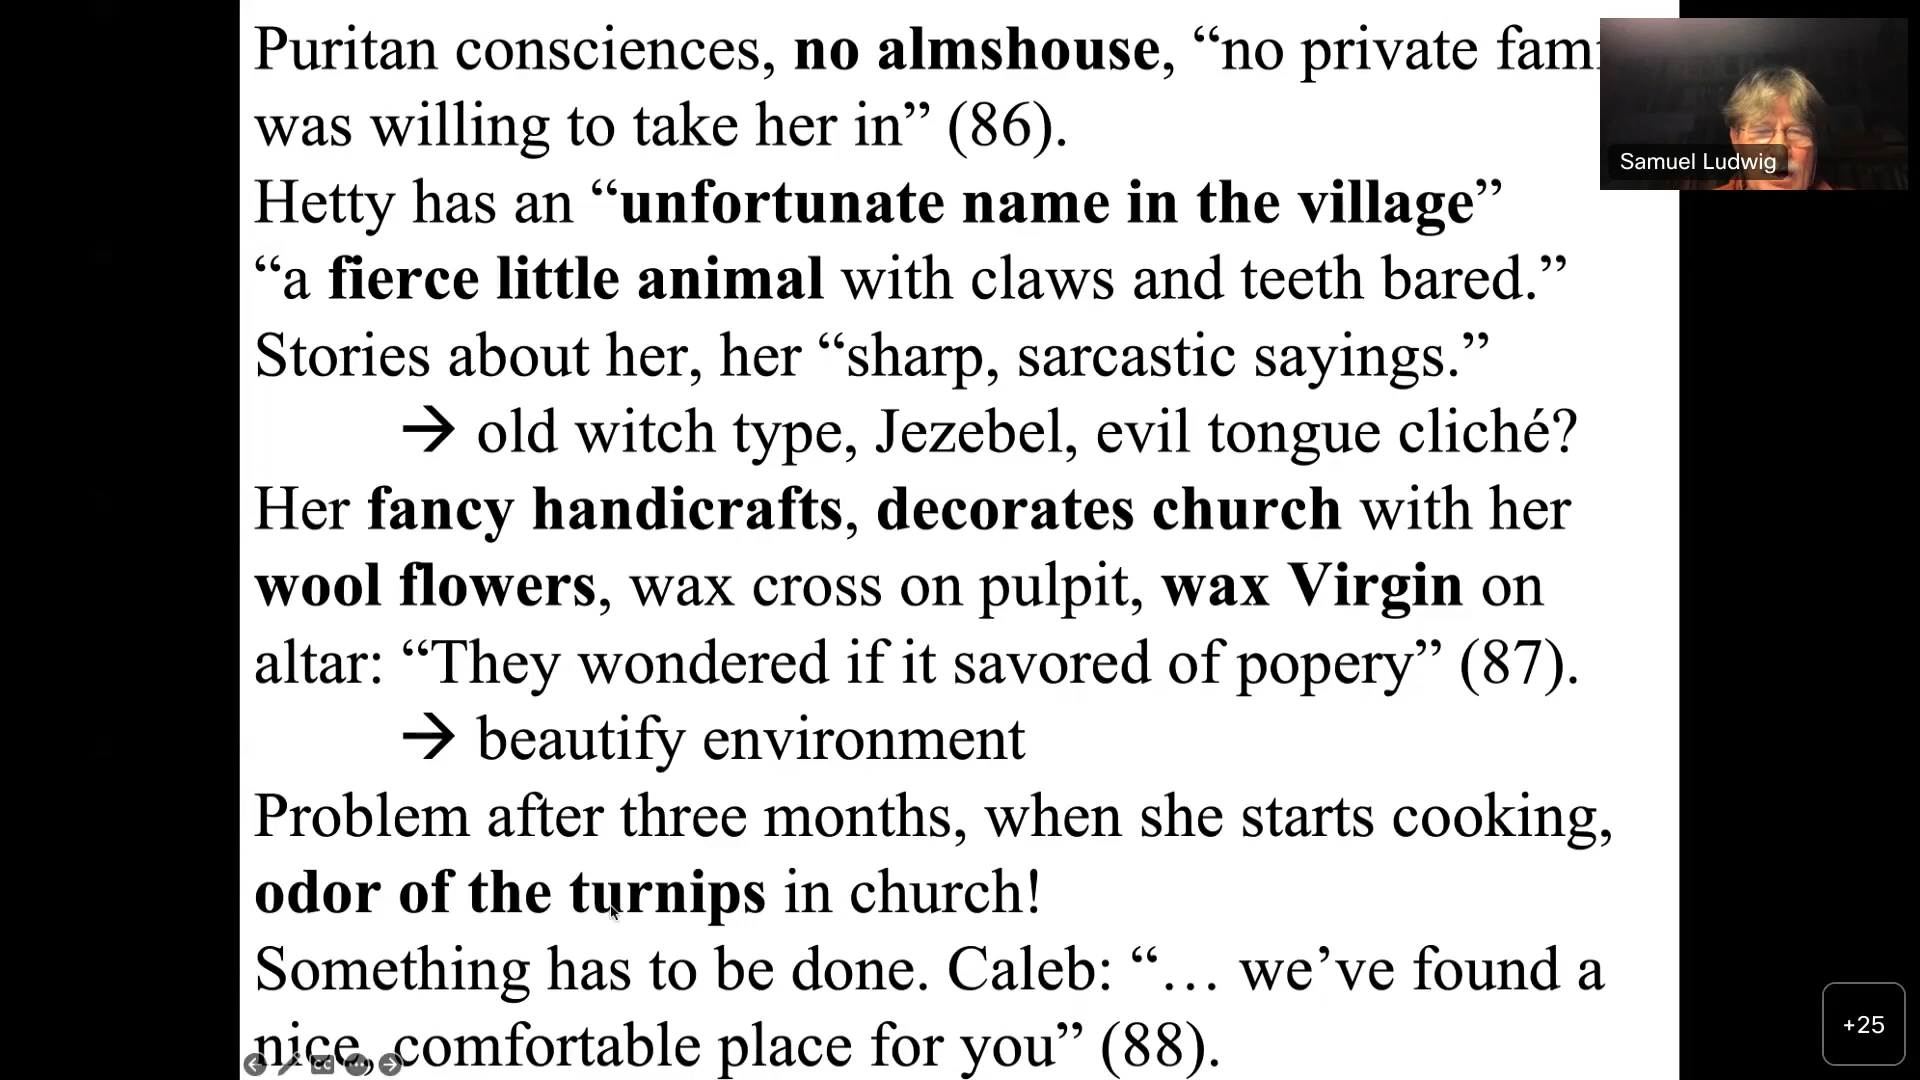 Puritan consciences, no almshouse, “no private fam
was willing to take her in” (86).
Hetty has an “unfortunate name in the village”
“a fierce little animal with claws and teeth bared.”
Stories about her, her “sharp, sarcastic sayings.”
→ old witch type, Jezebel, evil tongue cliché?
Her fancy handicrafts, decorates church with her
wool flowers, wax cross on pulpit, wax Virgin on
altar: “They wondered if it savored of popery” (87).
→ beautify environment
Problem after three months, when she starts cooking,
odor of the turnips in church!
Something has to be done. Caleb: “… we’ve found a
nice, comfortable place for you” (88).
Samuel Ludwig
+25